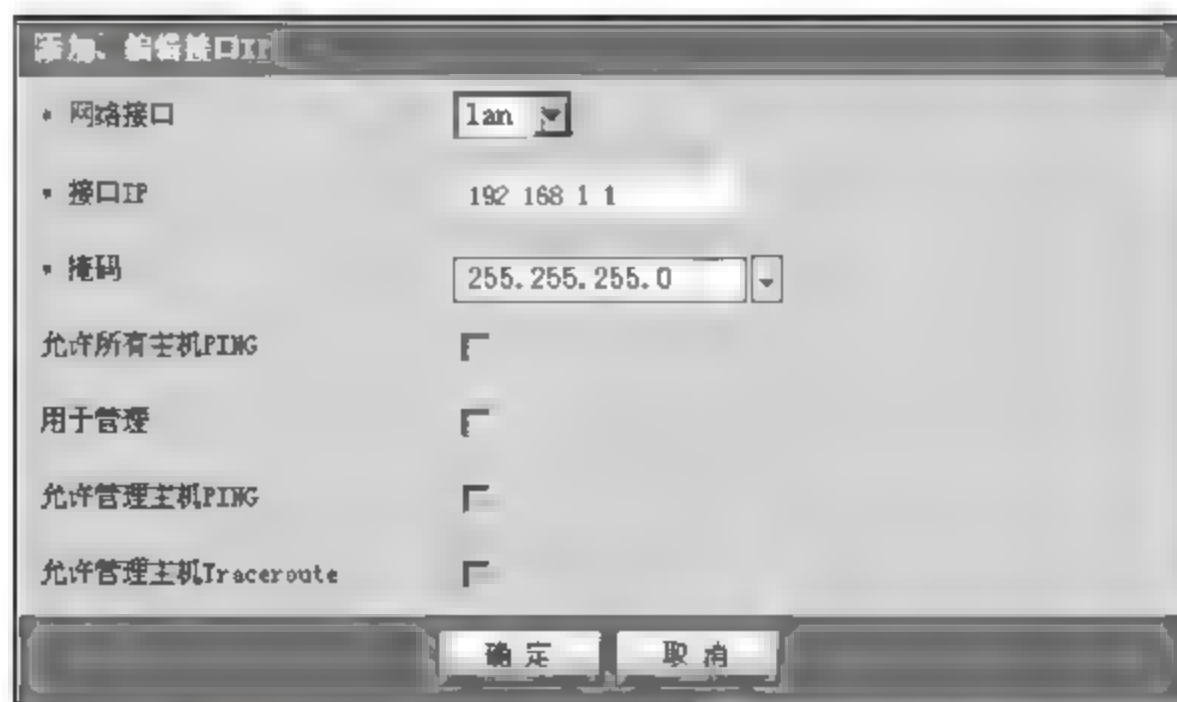 添加、编辑接口IP
* 网络接口 lan
* 接口IP 192 168 1 1
* 掩码 255.255.255.0
允许所有主机PING
用于管理
允许管理主机PING
允许管理主机Traceroute
确定 取消